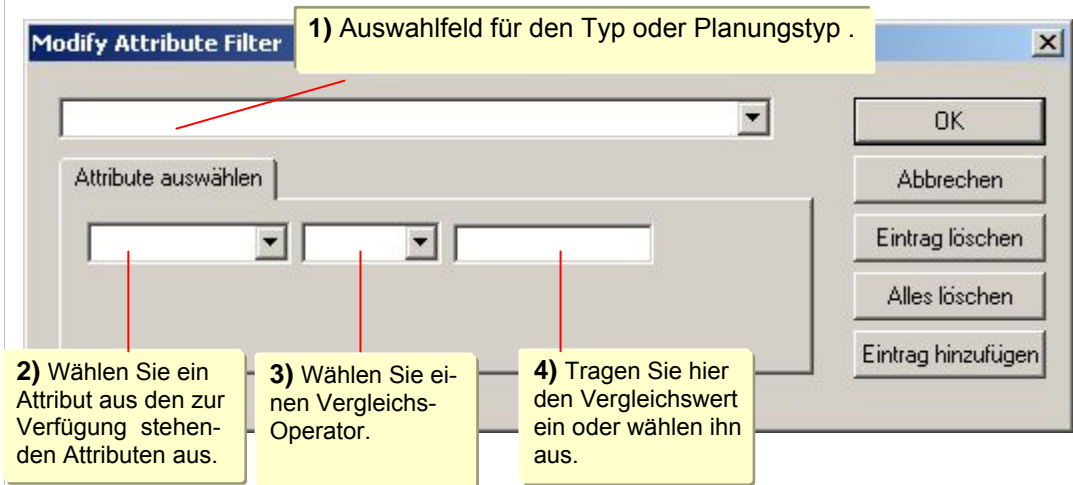 1) Auswahlfeld für den Typ oder Planungstyp .
Modify Attribute Filter
OK
Attribute auswählen
Abbrechen
Eintrag löschen
Alles löschen
Eintrag hinzufügen
2) Wählen Sie ein
Attribut aus den zur
Verfügung stehen-
den Attributen aus.
3) Wählen Sie ei-
nen Vergleichs-
Operator.
4) Tragen Sie hier
den Vergleichswert
ein oder wählen ihn
aus.